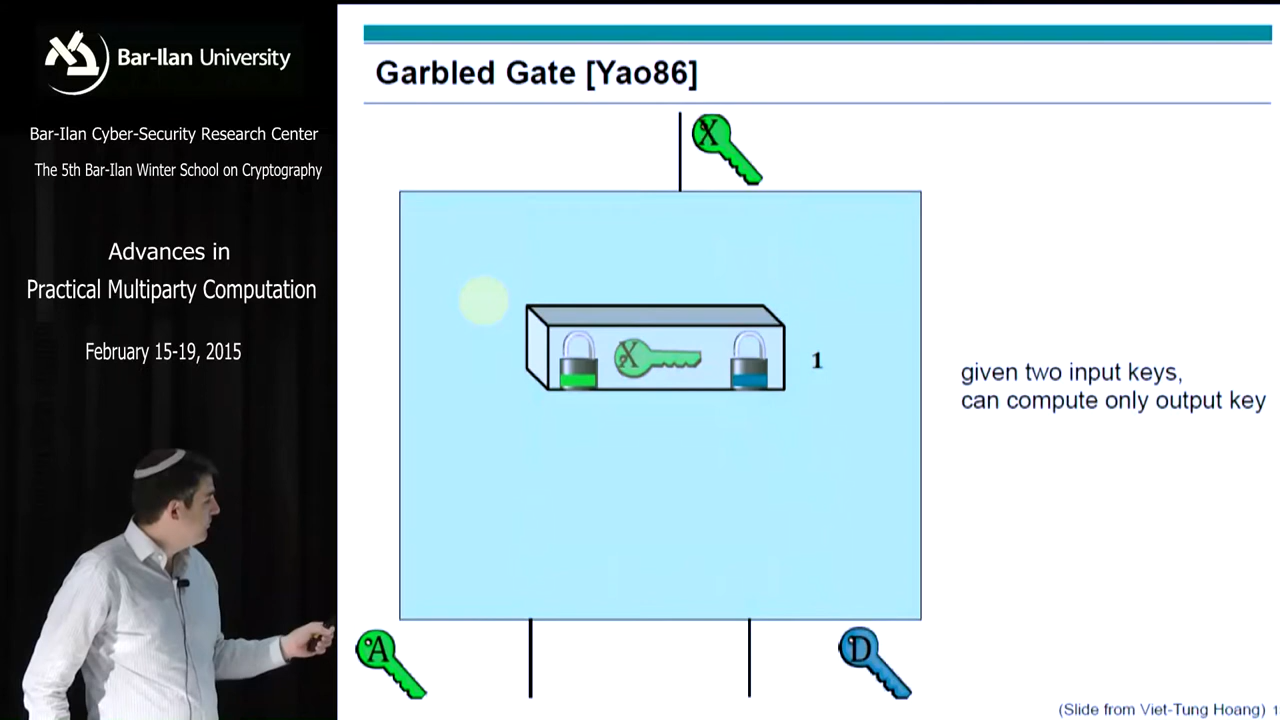 Bar-Ilan University
Bar-Ilan Cyber-Security Research Center
The 5th Bar-Ilan Winter School on Cryptography
Advances in
Practical Multiparty Computation
February 15-19, 2015
Garbled Gate [Yao86]
X
X
1
given two input keys,
can compute only output key
A
D
(Slide from Viet-Tung Hoang) 1